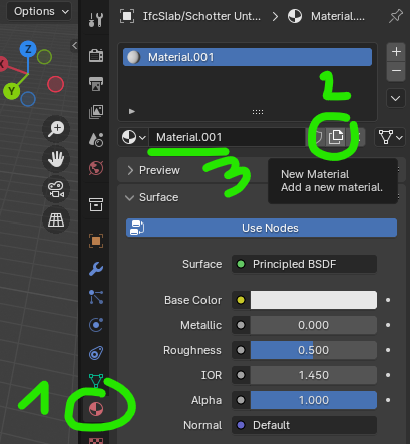 Options
IfcSlab/Schotter Unt...
Material....
Material.001
2
Material.001
3
New Material
Add a new material.
Preview
Surface
Use Nodes
Surface
Principled BSDF
Base Color
Metallic
0.000
Roughness
0.500
IOR
1.450
Alpha
1.000
Normal
Default
1
X
Y
Z